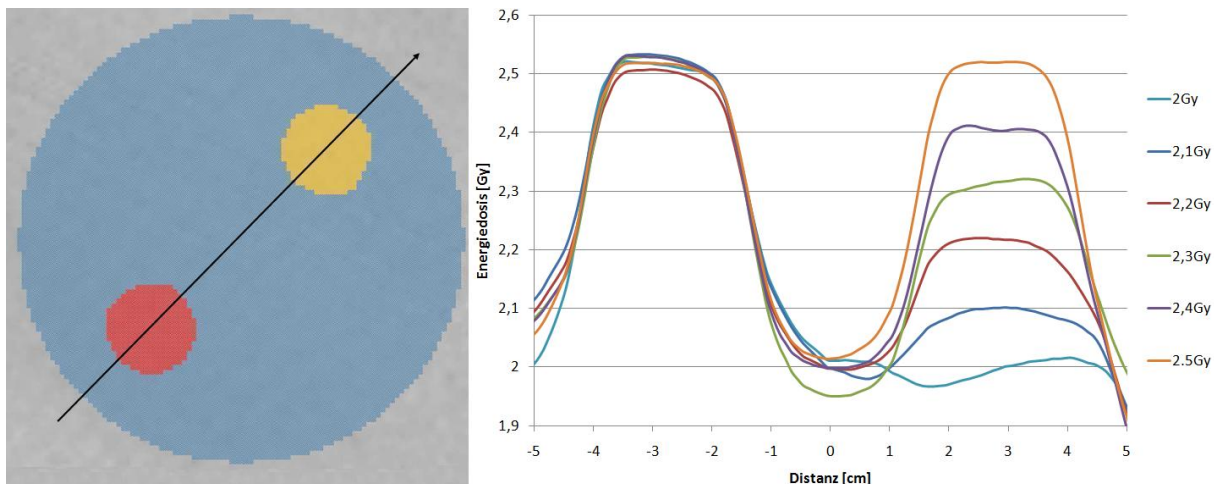 2,6
2,5
2,4
2,3
2,2
2,1
2
1,9
Energiedosis [Gy]
-5 -4 -3 -2 -1 0 1 2 3 4 5
Distanz [cm]
2Gy
2,1Gy
2,2Gy
2,3Gy
2,4Gy
2.5Gy